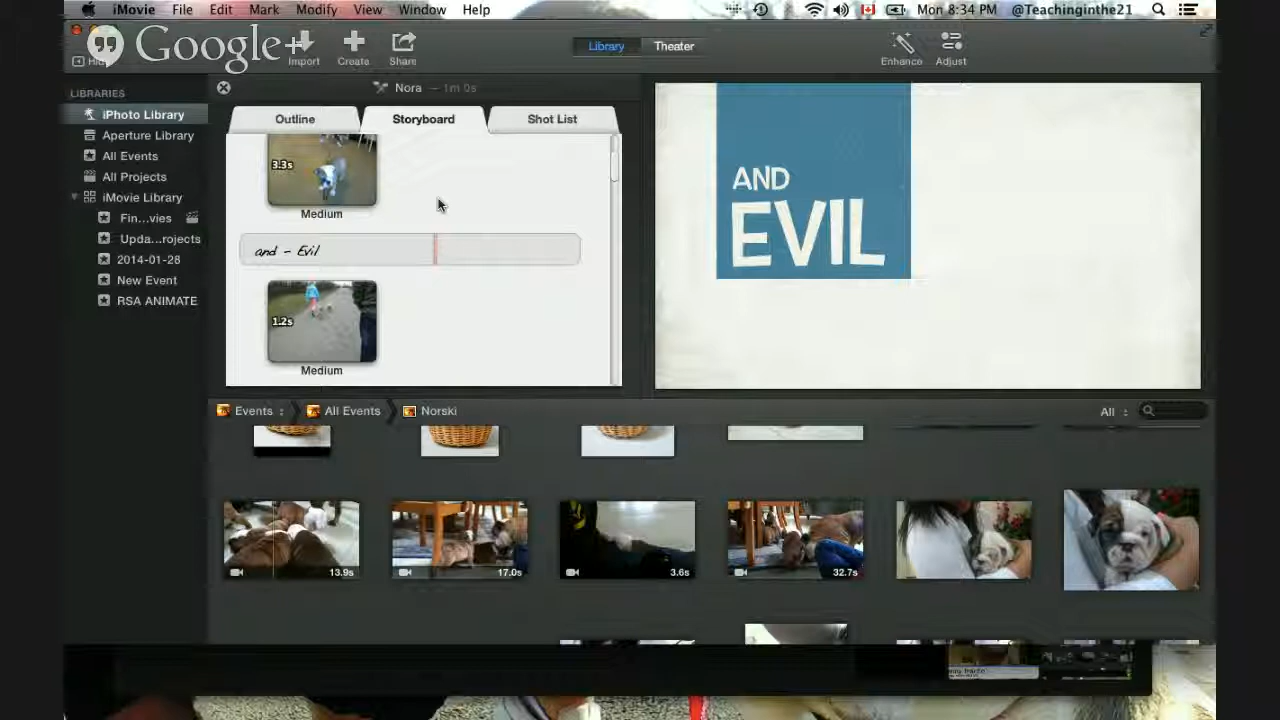 iMovie File Edit Mark Modify View Window Help Mon 8:34 PM @Teachinginthe21
Google+
Import Create Share Library Theater Enhance Adjust
LIBRARIES
Nora — 1m 0s
iPhoto Library
Aperture Library
All Events
All Projects
iMovie Library
Fin...vies
Upda...rojects
2014-01-28
New Event
RSA ANIMATE
Outline Storyboard Shot List
3.3s
Medium
and - Evil
1.2s
Medium
AND
EVIL
Events All Events Norski All
13.9s 17.0s 3.6s 32.7s